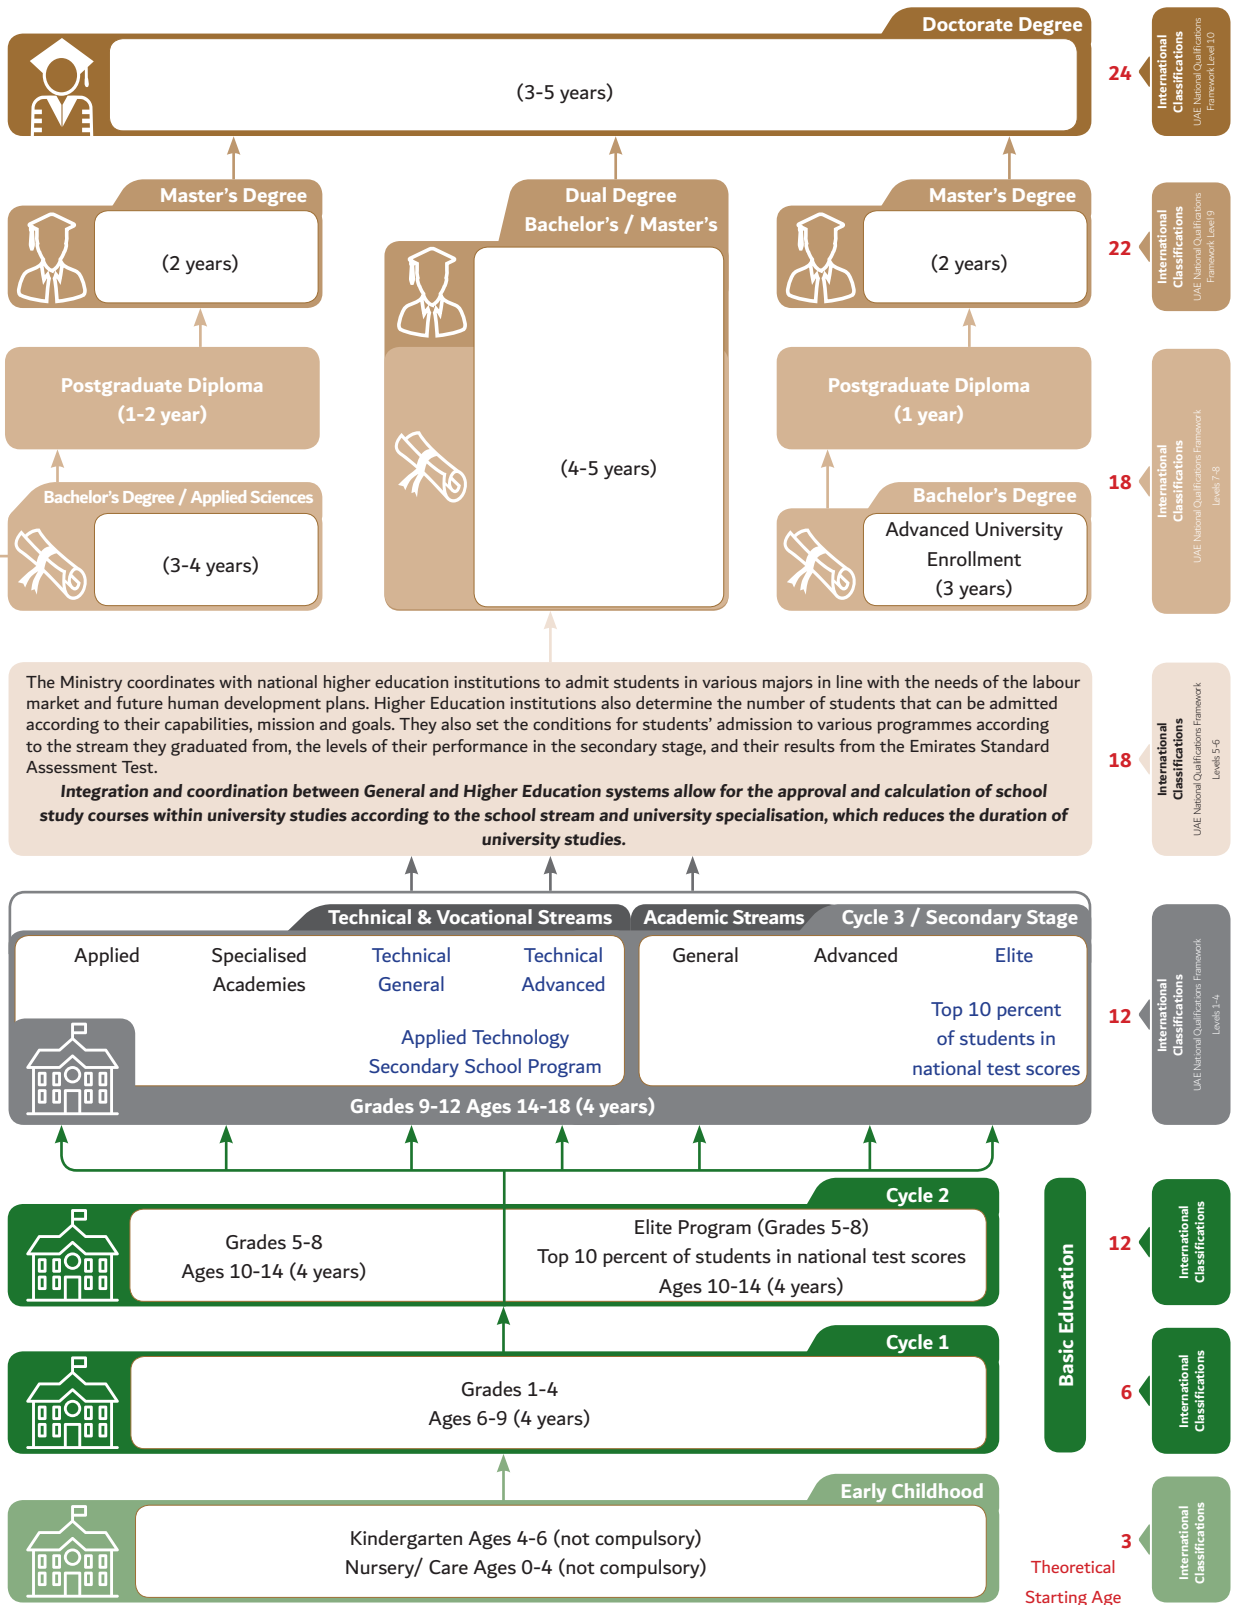 Doctorate Degree
(3-5 years)
24
International
Classifications
UAE National Qualifications
Framework Level 10
Master's Degree
(2 years)
Dual Degree
Bachelor's / Master's
(4-5 years)
Master's Degree
(2 years)
22
International
Classifications
UAE National Qualifications
Framework Level 9
Postgraduate Diploma
(1-2 year)
Postgraduate Diploma
(1 year)
Bachelor's Degree / Applied Sciences
(3-4 years)
Bachelor's Degree
Advanced University
Enrollment
(3 years)
18
International
Classifications
UAE National Qualifications Framework
Levels 7-8
The Ministry coordinates with national higher education institutions to admit students in various majors in line with the needs of the labour
market and future human development plans. Higher Education institutions also determine the number of students that can be admitted
according to their capabilities, mission and goals. They also set the conditions for students' admission to various programmes according
to the stream they graduated from, the levels of their performance in the secondary stage, and their results from the Emirates Standard
Assessment Test.
Integration and coordination between General and Higher Education systems allow for the approval and calculation of school
study courses within university studies according to the school stream and university specialisation, which reduces the duration of
university studies.
18
International
Classifications
UAE National Qualifications Framework
Levels 5-6
Technical & Vocational Streams
Academic Streams
Cycle 3 / Secondary Stage
Applied
Specialised
Academies
Technical
General
Technical
Advanced
Applied Technology
Secondary School Program
General
Advanced
Elite
Top 10 percent
of students in
national test scores
Grades 9-12 Ages 14-18 (4 years)
12
International
Classifications
UAE National Qualifications Framework
Levels 1-4
Cycle 2
Grades 5-8
Ages 10-14 (4 years)
Elite Program (Grades 5-8)
Top 10 percent of students in national test scores
Ages 10-14 (4 years)
12
International
Classifications
Basic Education
Cycle 1
Grades 1-4
Ages 6-9 (4 years)
6
International
Classifications
Early Childhood
Kindergarten Ages 4-6 (not compulsory)
Nursery/ Care Ages 0-4 (not compulsory)
3
Theoretical
Starting Age
International
Classifications